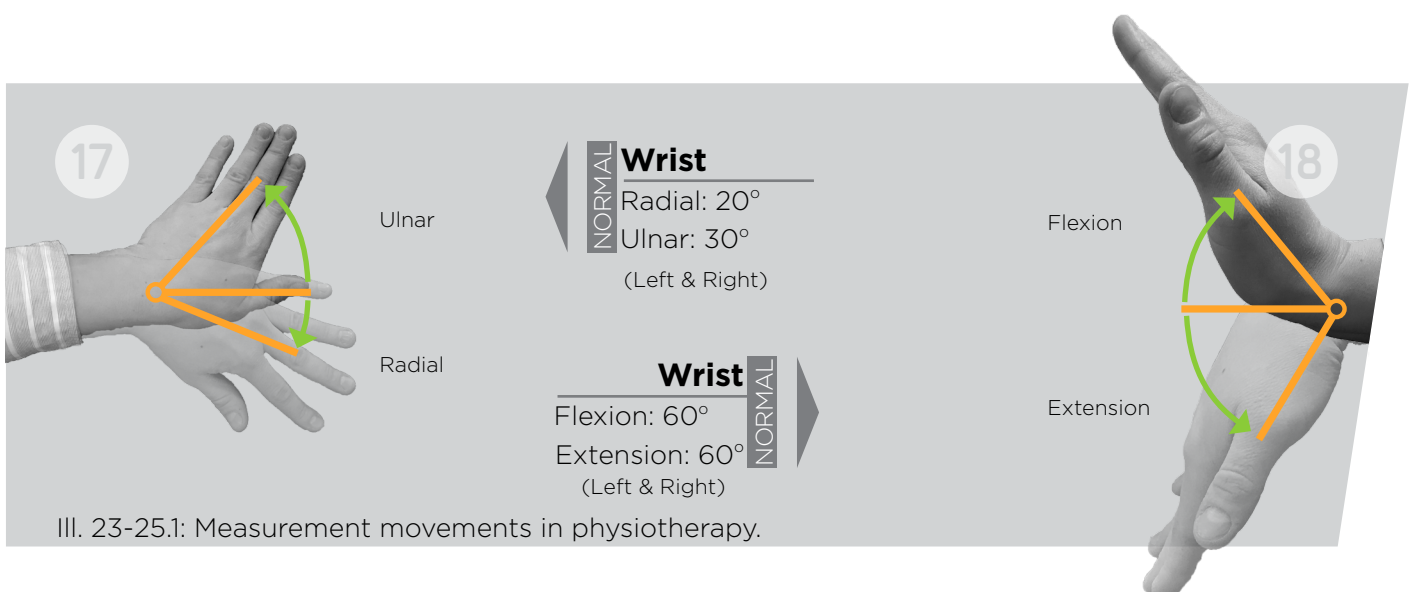 17
Ulnar
Radial
NORMAL
Wrist
Radial: 20°
Ulnar: 30°
(Left & Right)
Wrist
NORMAL
Flexion: 60°
Extension: 60°
(Left & Right)
18
Flexion
Extension
Ill. 23-25.1: Measurement movements in physiotherapy.